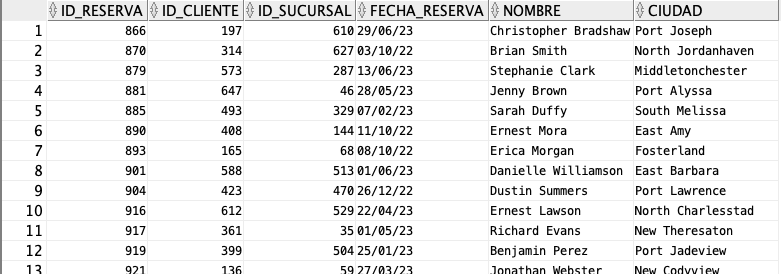 ID_RESERVA ID_CLIENTE ID_SUCURSAL FECHA_RESERVA NOMBRE CIUDAD
1 866 197 610 29/06/23 Christopher Bradshaw Port Joseph
2 870 314 627 03/10/22 Brian Smith North Jordanhaven
3 879 573 287 13/06/23 Stephanie Clark Middletonchester
4 881 647 46 28/05/23 Jenny Brown Port Alyssa
5 885 493 329 07/02/23 Sarah Duffy South Melissa
6 890 408 144 11/10/22 Ernest Mora East Amy
7 893 165 68 08/10/22 Erica Morgan Fosterland
8 901 588 513 01/06/23 Danielle Williamson East Barbara
9 904 423 470 26/12/22 Dustin Summers Port Lawrence
10 916 612 529 22/04/23 Ernest Lawson North Charlesstad
11 917 361 35 01/05/23 Richard Evans New Theresaton
12 919 399 504 25/01/23 Benjamin Perez Port Jadeview
13 921 136 59 27/03/23 Jonathan Webster New Codyview